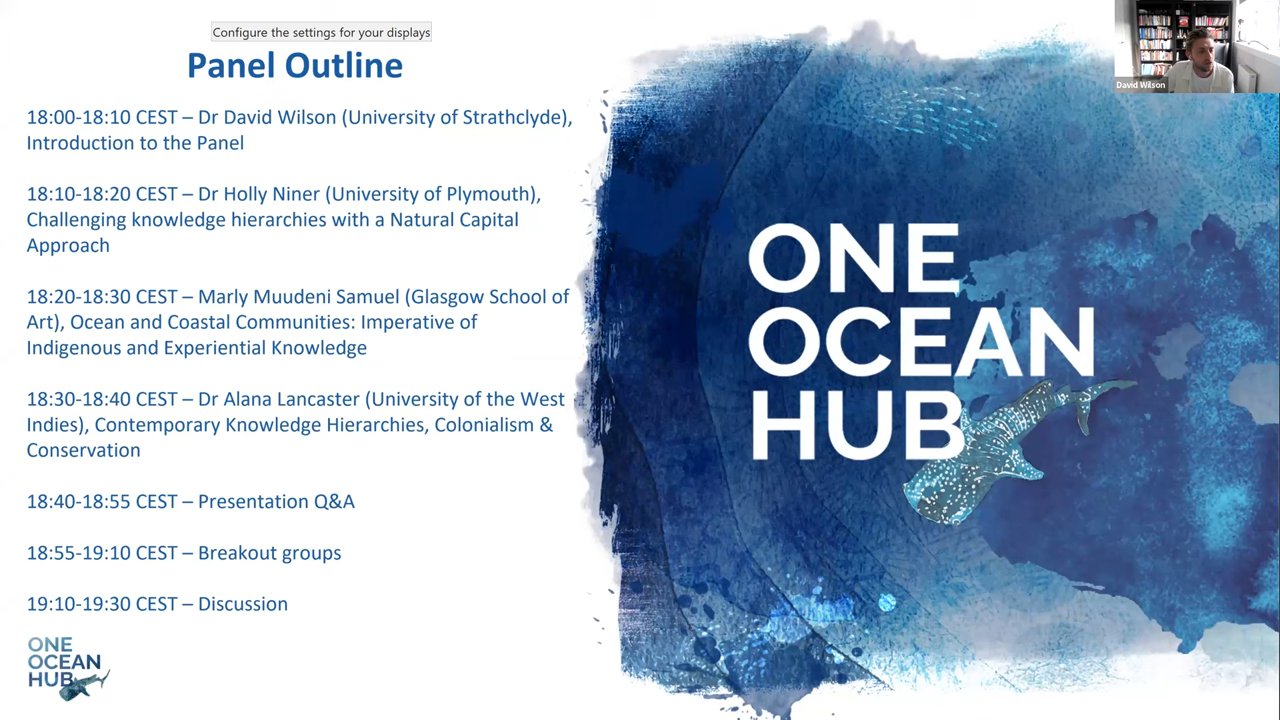 Configure the settings for your displays
Panel Outline
18:00-18:10 CEST – Dr David Wilson (University of Strathclyde),
Introduction to the Panel
18:10-18:20 CEST – Dr Holly Niner (University of Plymouth),
Challenging knowledge hierarchies with a Natural Capital
Approach
18:20-18:30 CEST – Marly Muudeni Samuel (Glasgow School of
Art), Ocean and Coastal Communities: Imperative of
Indigenous and Experiential Knowledge
18:30-18:40 CEST – Dr Alana Lancaster (University of the West
Indies), Contemporary Knowledge Hierarchies, Colonialism &
Conservation
18:40-18:55 CEST – Presentation Q&A
18:55-19:10 CEST – Breakout groups
19:10-19:30 CEST – Discussion
ONE
OCEAN
HUB
ONE
OCEAN
HUB
David Wilson